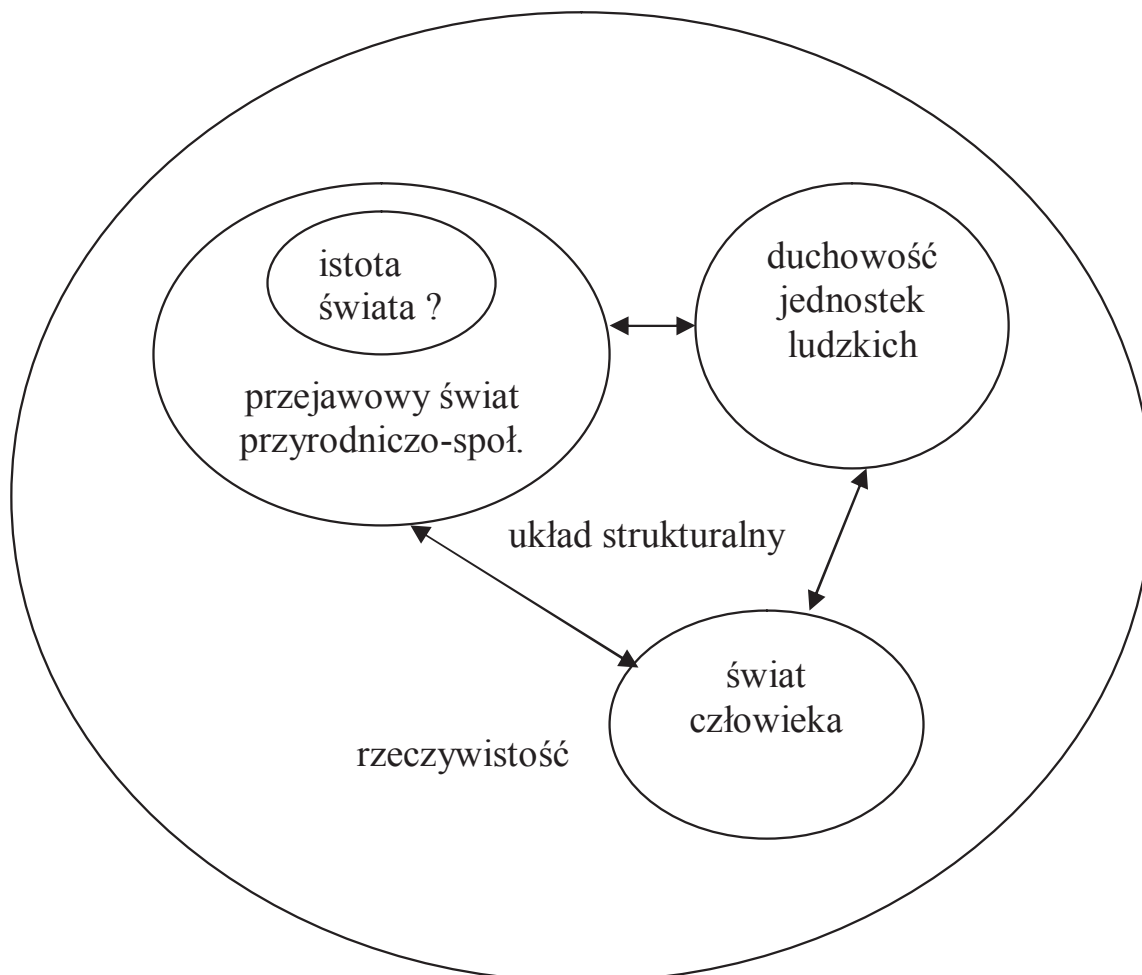 istota
świata ?
przejawowy świat
przyrodniczo-społ.
duchowość
jednostek
ludzkich
układ strukturalny
świat
człowieka
rzeczywistość